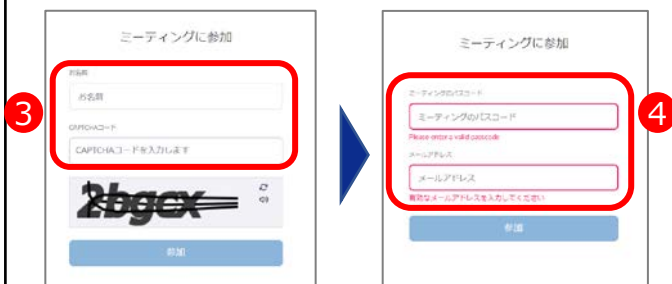 ミーティングに参加
お名前
お名前
CAPTCHAコード
CAPTCHAコードを入力します
2bgcx
参加
3
ミーティングに参加
ミーティングのパスコード
ミーティングのパスコード
Please enter a valid passcode
メールアドレス
メールアドレス
有効なメールアドレスを入力してください
参加
4